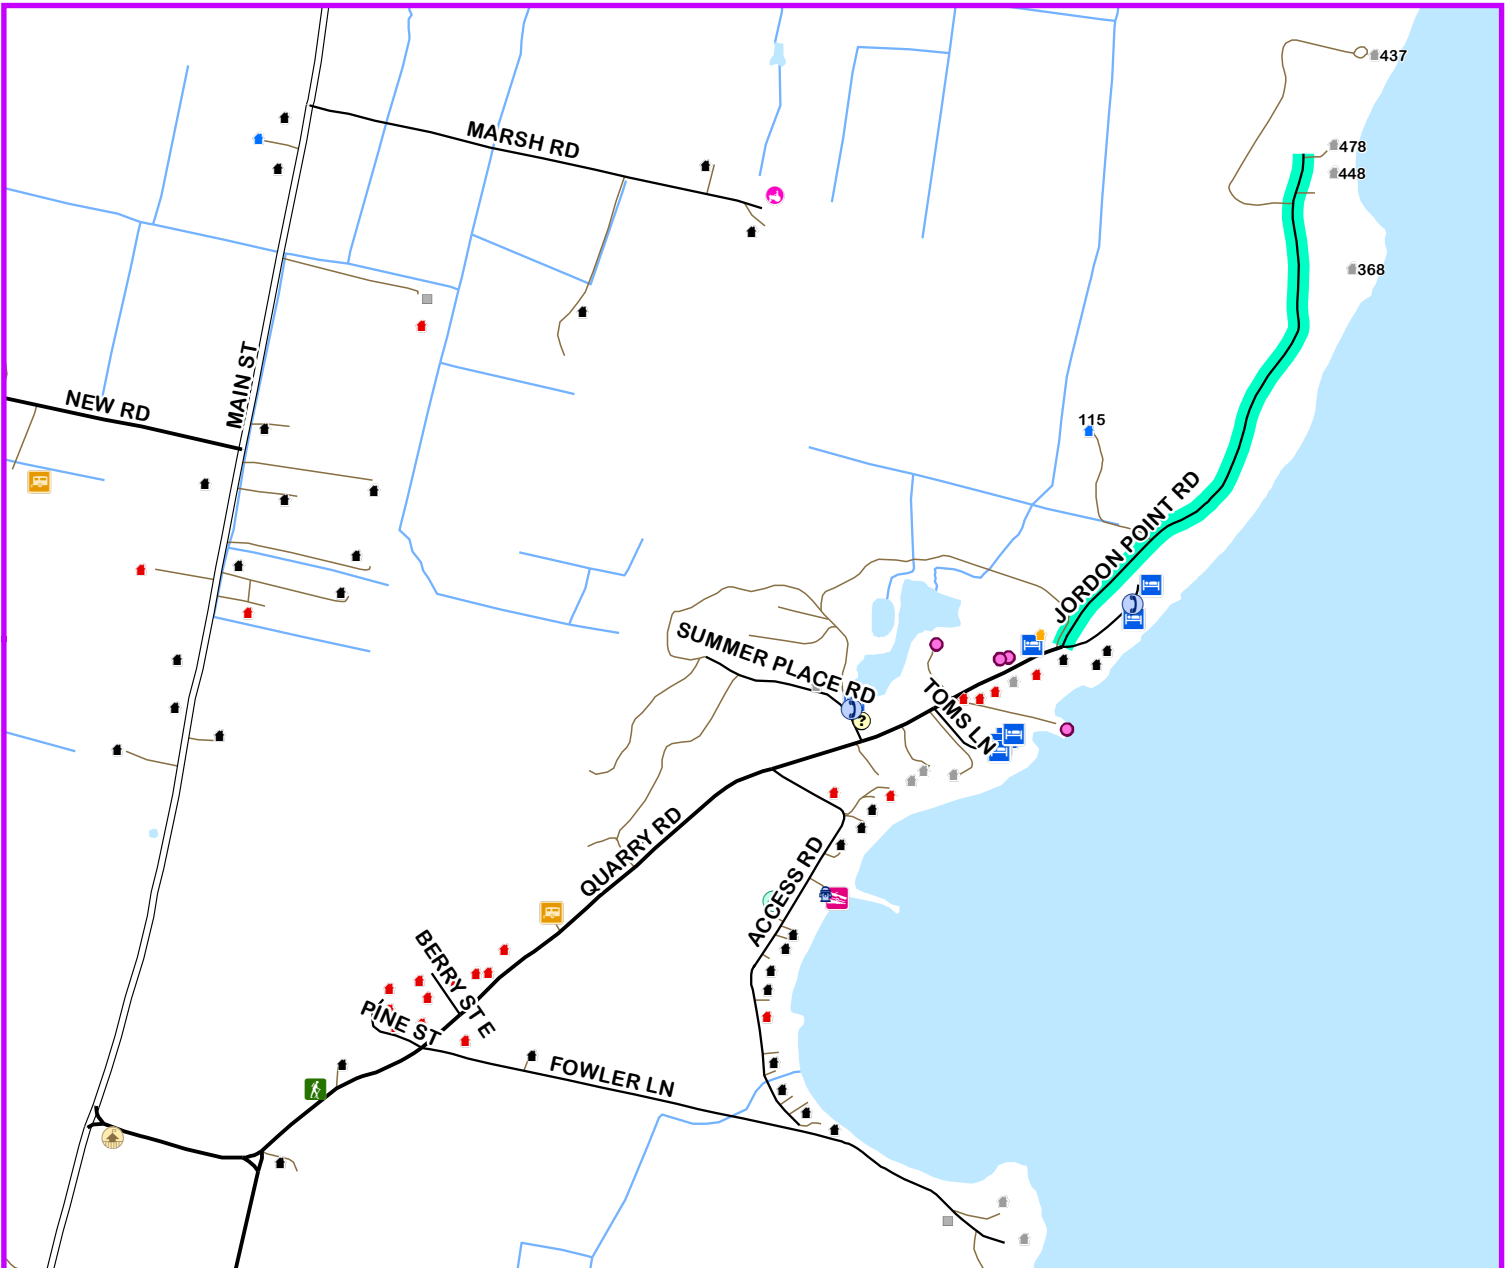 437
MARSH RD
478
448
368
MAIN ST
NEW RD
115
JORDON POINT RD
SUMMER PLACE RD
TOMS LN
?
QUARRY RD
ACCESS RD
BERRY ST E
PINE ST
FOWLER LN